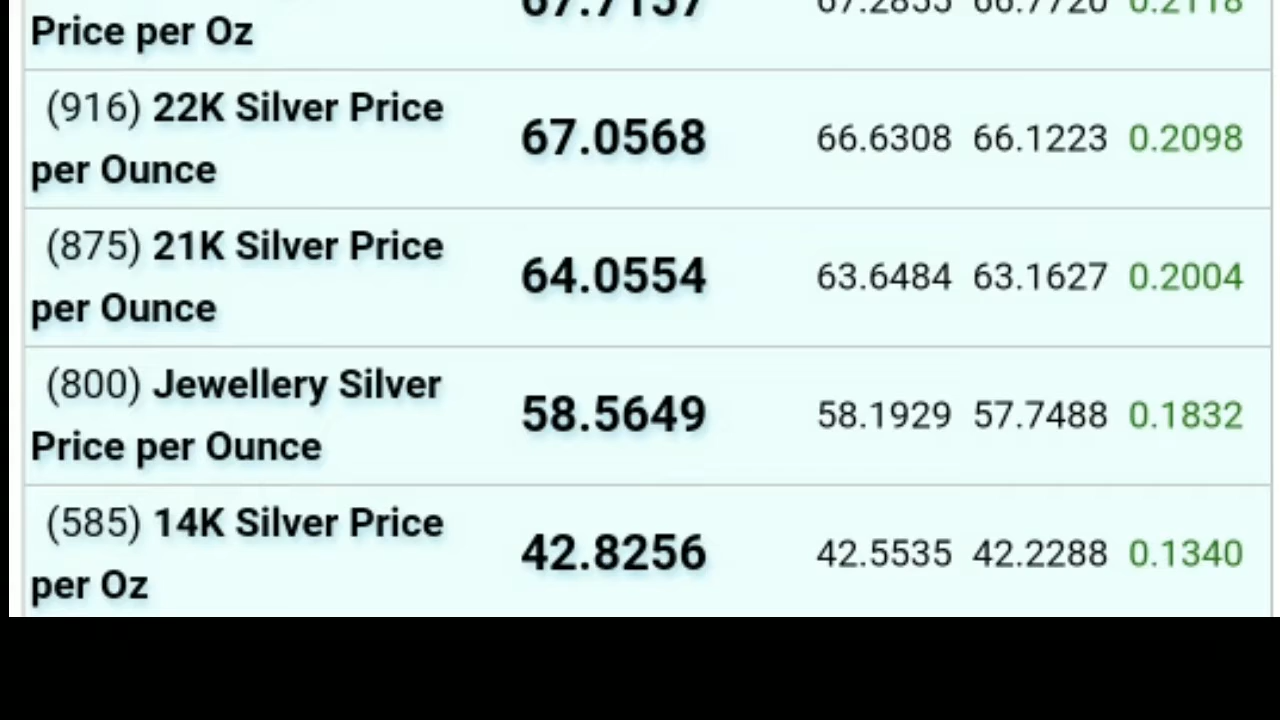 Price per Oz
(916) 22K Silver Price per Ounce 67.0568 66.6308 66.1223 0.2098
(875) 21K Silver Price per Ounce 64.0554 63.6484 63.1627 0.2004
(800) Jewellery Silver Price per Ounce 58.5649 58.1929 57.7488 0.1832
(585) 14K Silver Price per Oz 42.8256 42.5535 42.2288 0.1340